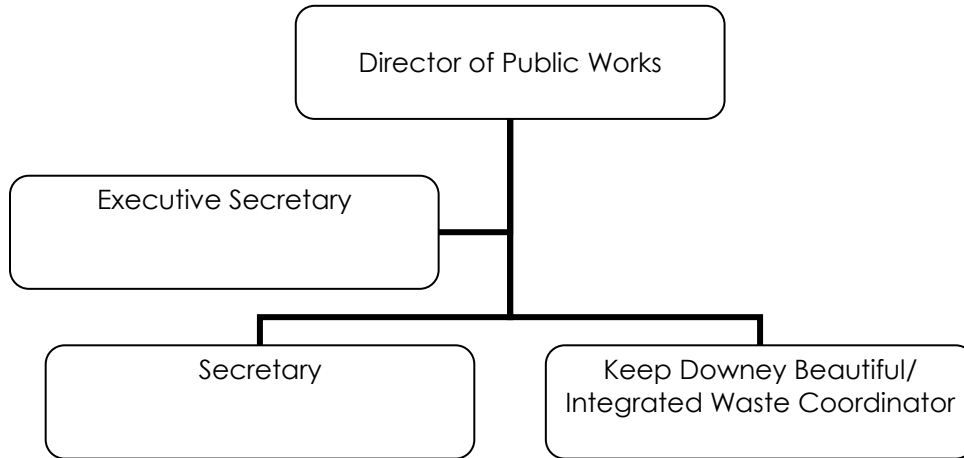 Director of Public Works
Executive Secretary
Secretary
Keep Downey Beautiful/
Integrated Waste Coordinator